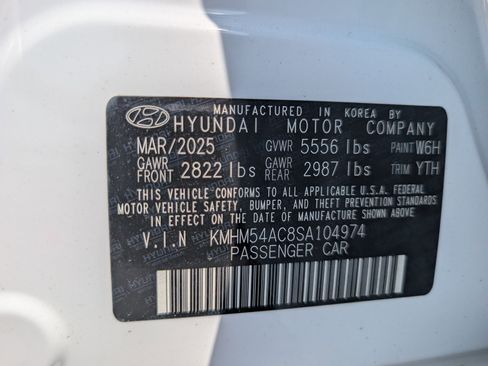 MANUFACTURED IN KOREA BY
HYUNDAI MOTOR COMPANY
MAR/2025 GVWR 5556 lbs PAINT W6H
GAWR FRONT 2822 lbs GAWR REAR 2987 lbs TRIM YTH
THIS VEHICLE CONFORMS TO ALL APPLICABLE U.S.A. FEDERAL
MOTOR VEHICLE SAFETY, BUMPER, AND THEFT PREVENTION STANDARDS
IN EFFECT ON THE DATE OF MANUFACTURE SHOWN ABOVE.
V.I.N KMHM54AC8SA104974
PASSENGER CAR